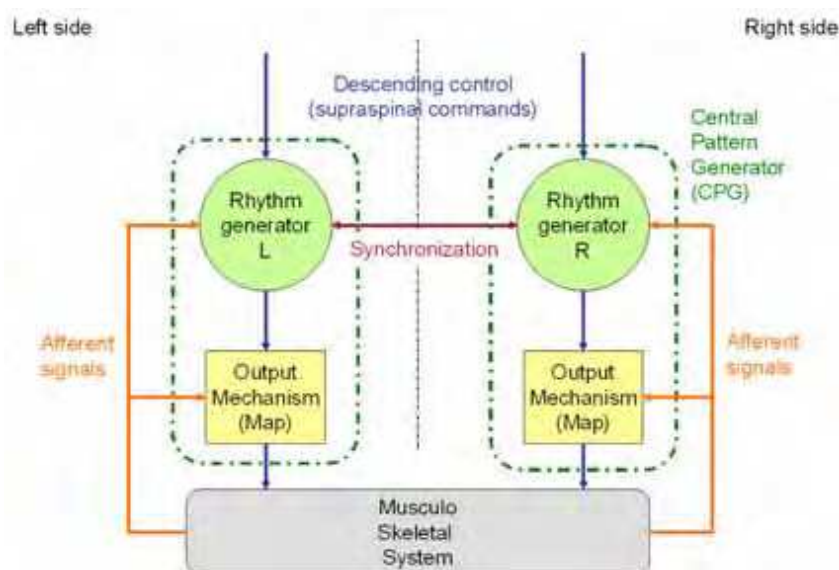 Left side
Right side
Descending control
(supraspinal commands)
Central
Pattern
Generator
(CPG)
Rhythm
generator
L
Synchronization
Rhythm
generator
R
Afferent
signals
Output
Mechanism
(Map)
Output
Mechanism
(Map)
Afferent
signals
Musculo
Skeletal
System